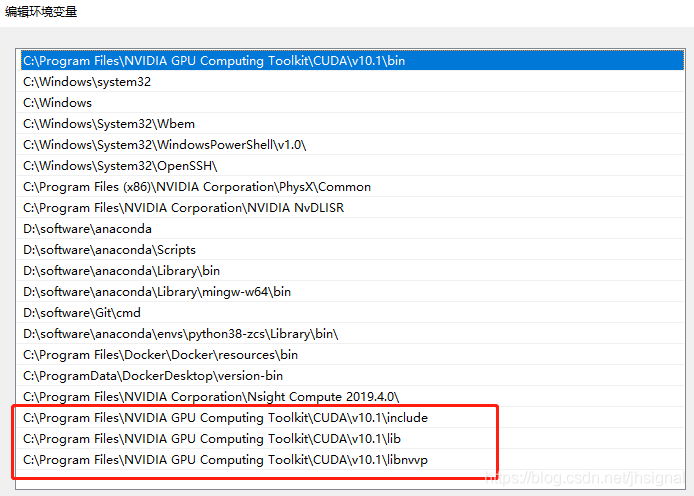 编辑环境变量
C:\Program Files\NVIDIA GPU Computing Toolkit\CUDA\v10.1\bin
C:\Windows\system32
C:\Windows
C:\Windows\System32\Wbem
C:\Windows\System32\WindowsPowerShell\v1.0\
C:\Windows\System32\OpenSSH\
C:\Program Files (x86)\NVIDIA Corporation\PhysX\Common
C:\Program Files\NVIDIA Corporation\NVIDIA NvDLISR
D:\software\anaconda
D:\software\anaconda\Scripts
D:\software\anaconda\Library\bin
D:\software\anaconda\Library\mingw-w64\bin
D:\software\Git\cmd
D:\software\anaconda\envs\python38-zcs\Library\bin\
C:\Program Files\Docker\Docker\resources\bin
C:\ProgramData\DockerDesktop\version-bin
C:\Program Files\NVIDIA Corporation\Nsight Compute 2019.4.0\
C:\Program Files\NVIDIA GPU Computing Toolkit\CUDA\v10.1\include
C:\Program Files\NVIDIA GPU Computing Toolkit\CUDA\v10.1\lib
C:\Program Files\NVIDIA GPU Computing Toolkit\CUDA\v10.1\libnvvp
https://blog.csdn.net/jhsignal